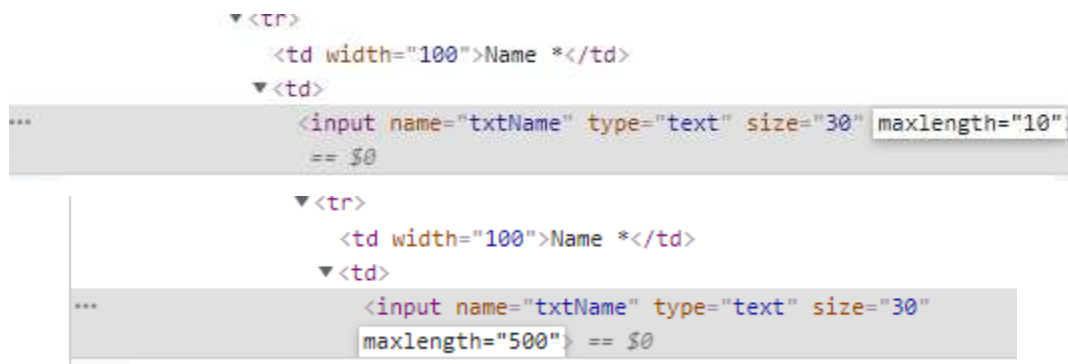 ▼<tr>
<td width="100">Name *</td>
▼<td>
... <input name="txtName" type="text" size="30" maxlength="10"
== $0
▼<tr>
<td width="100">Name *</td>
▼<td>
... <input name="txtName" type="text" size="30"
maxlength="500"> == $0